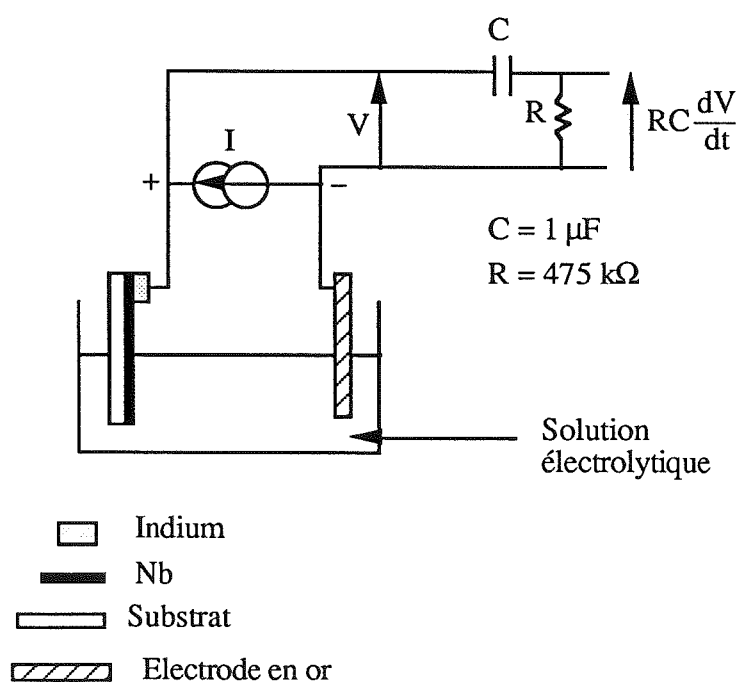 C
I
V
R
RC dV/dt
+
−
C = 1 µF
R = 475 kΩ
Solution
électrolytique
Indium
Nb
Substrat
Electrode en or